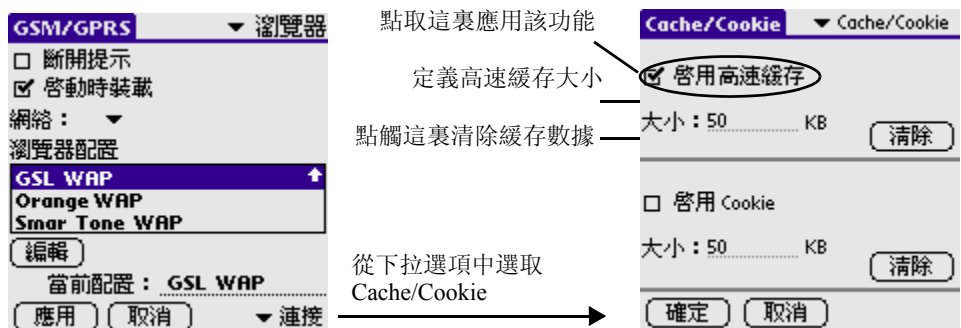 GSM/GPRS 瀏覽器
斷開提示
啓動時裝載
網絡：
瀏覽器配置
GSL WAP
Orange WAP
Smar Tone WAP
編輯
當前配置：GSL WAP
應用 取消 連接
點取這裏應用該功能
定義高速緩存大小
點觸這裏清除緩存數據
從下拉選項中選取
Cache/Cookie
Cache/Cookie Cache/Cookie
啓用高速緩存
大小：50 KB
清除
啓用 Cookie
大小：50 KB
清除
確定 取消